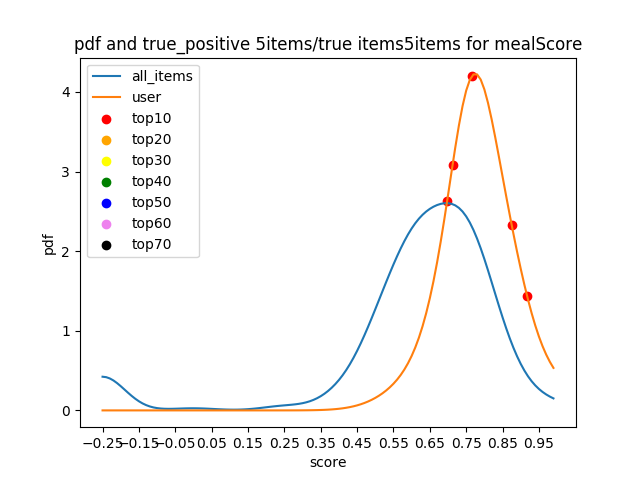 pdf and true_positive 5items/true items5items for mealScore
all_items
user
top10
top20
top30
top40
top50
top60
top70
4
3
2
1
0
pdf
−0.25−0.15−0.05 0.05 0.15 0.25 0.35 0.45 0.55 0.65 0.75 0.85 0.95
score